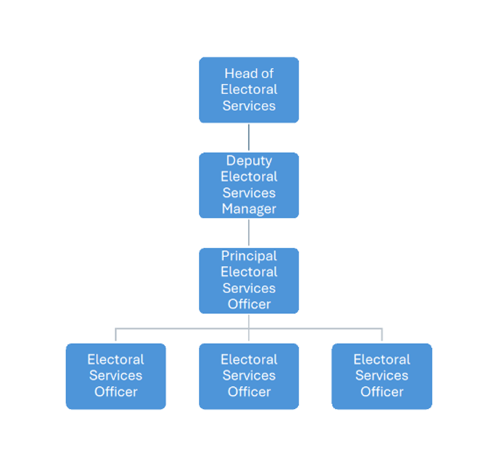 Head of
Electoral
Services
Deputy
Electoral
Services
Manager
Principal
Electoral
Services
Officer
Electoral
Services
Officer
Electoral
Services
Officer
Electoral
Services
Officer